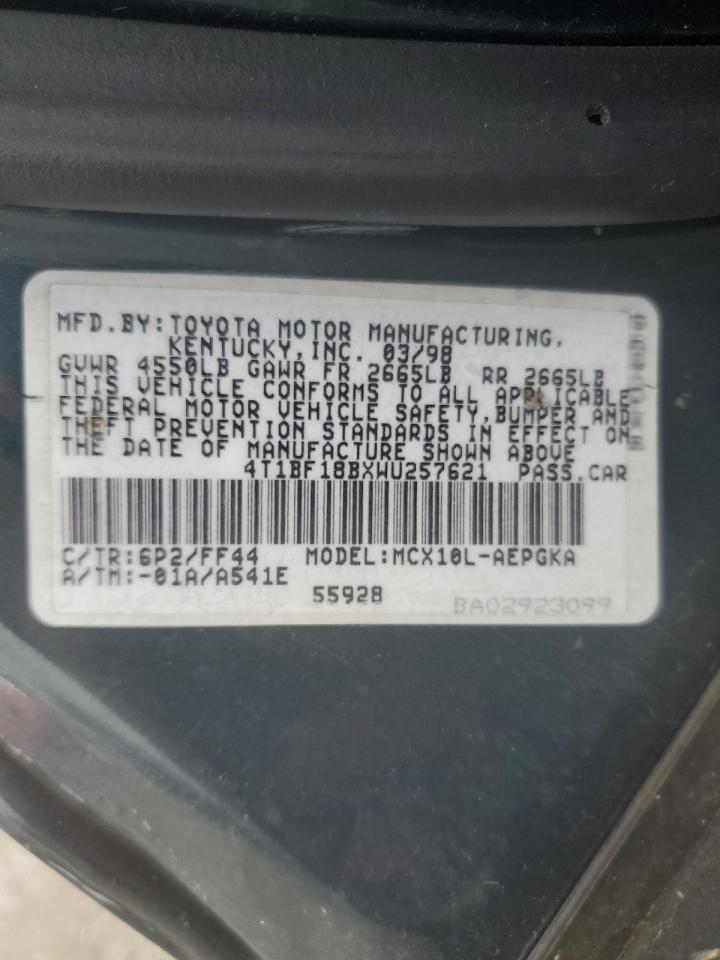 MFD.BY:TOYOTA MOTOR MANUFACTURING,
KENTUCKY,INC. 03/98
GVWR 4550LB GAWR FR 2665LB RR 2665LB
THIS VEHICLE CONFORMS TO ALL APPLICABLE
FEDERAL MOTOR VEHICLE SAFETY,BUMPER AND
THEFT PREVENTION STANDARDS IN EFFECT ON
THE DATE OF MANUFACTURE SHOWN ABOVE
4T1BF18BXWU257621 PASS.CAR
C/TR:6P2/FF44 MODEL:MCX10L-AEPGKA
A/TM:-01A/A541E
55928
BA02923099